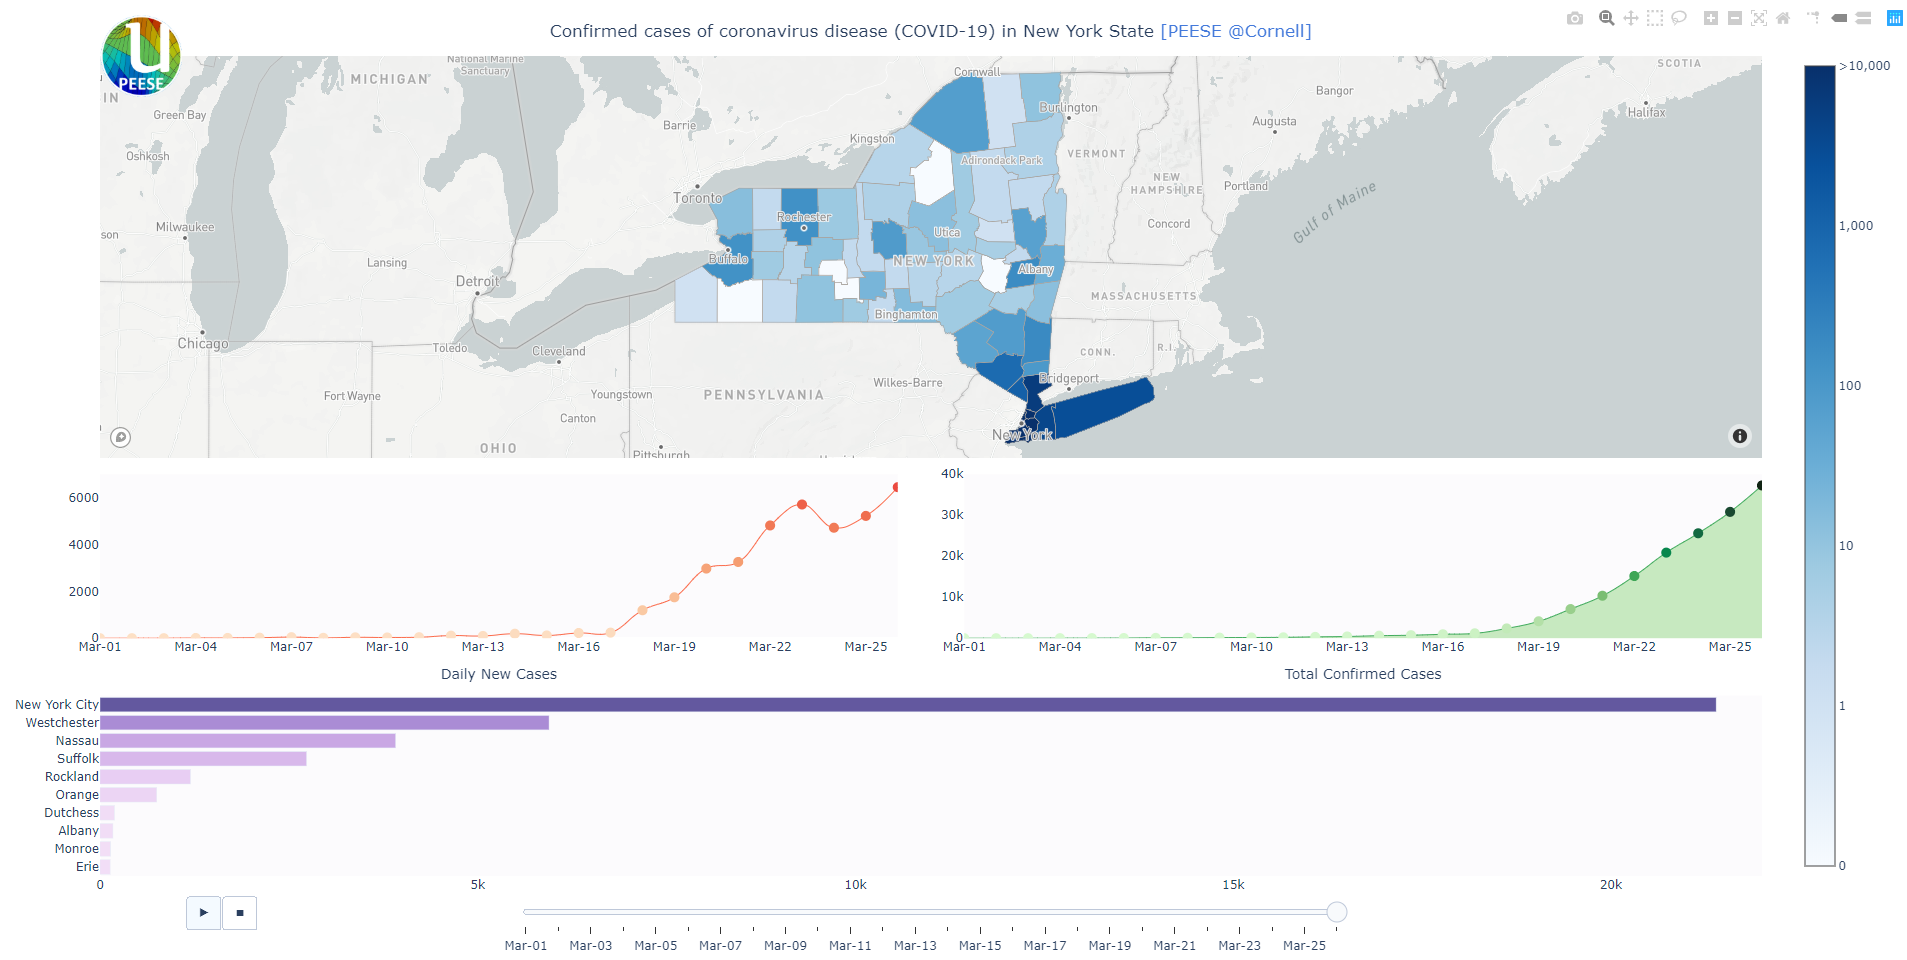 Confirmed cases of coronavirus disease (COVID-19) in New York State [PEESE @Cornell]
PEESE
IN
MICHIGAN
National Marine
Sanctuary
Cornwall
SCOTIA
Green Bay
Barrie
Kingston
Burlington
Bangor
Augusta
Halifax
Oshkosh
Adirondack Park
VERMONT
NEW
HAMPSHIRE
Portland
Gulf of Maine
Toronto
Rochester
Concord
son
Milwaukee
Utica
Lansing
Buffalo
NEW YORK
Albany
Detroit
MASSACHUSETTS
Binghamton
Chicago
Toledo
Cleveland
CONN.
R.I.
Fort Wayne
Youngstown
PENNSYLVANIA
Wilkes-Barre
Bridgeport
Canton
New York
OHIO
Pittsburgh
>10,000
1,000
100
10
1
0
6000
4000
2000
0
Mar-01
Mar-04
Mar-07
Mar-10
Mar-13
Mar-16
Mar-19
Mar-22
Mar-25
Daily New Cases
40k
30k
20k
10k
0
Mar-01
Mar-04
Mar-07
Mar-10
Mar-13
Mar-16
Mar-19
Mar-22
Mar-25
Total Confirmed Cases
New York City
Westchester
Nassau
Suffolk
Rockland
Orange
Dutchess
Albany
Monroe
Erie
0
5k
10k
15k
20k
Mar-01
Mar-03
Mar-05
Mar-07
Mar-09
Mar-11
Mar-13
Mar-15
Mar-17
Mar-19
Mar-21
Mar-23
Mar-25